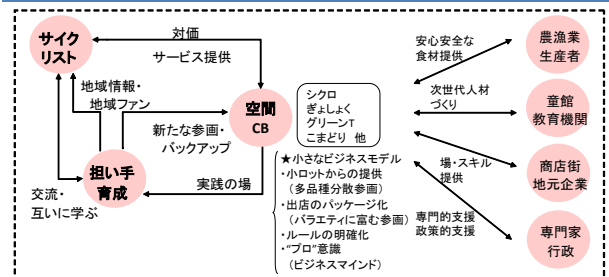 サイク
リスト
対価
サービス提供
地域情報・
地域ファン
新たな参画・
バックアップ
空間
CB
担い手
育成
実践の場
交流・
互いに学ぶ
シクロ
ぎょしょく
グリーンT
こまどり 他
★小さなビジネスモデル
・小ロットからの提供
(多品種分散参画)
・出店のパッケージ化
(バラエティに富む参画)
・ルールの明確化
・“プロ”意識
(ビジネスマインド)
安心安全な
食材提供
次世代人材
づくり
場・スキル
提供
専門的支援
政策的支援
農漁業
生産者
童館
教育機関
商店街
地元企業
専門家
行政